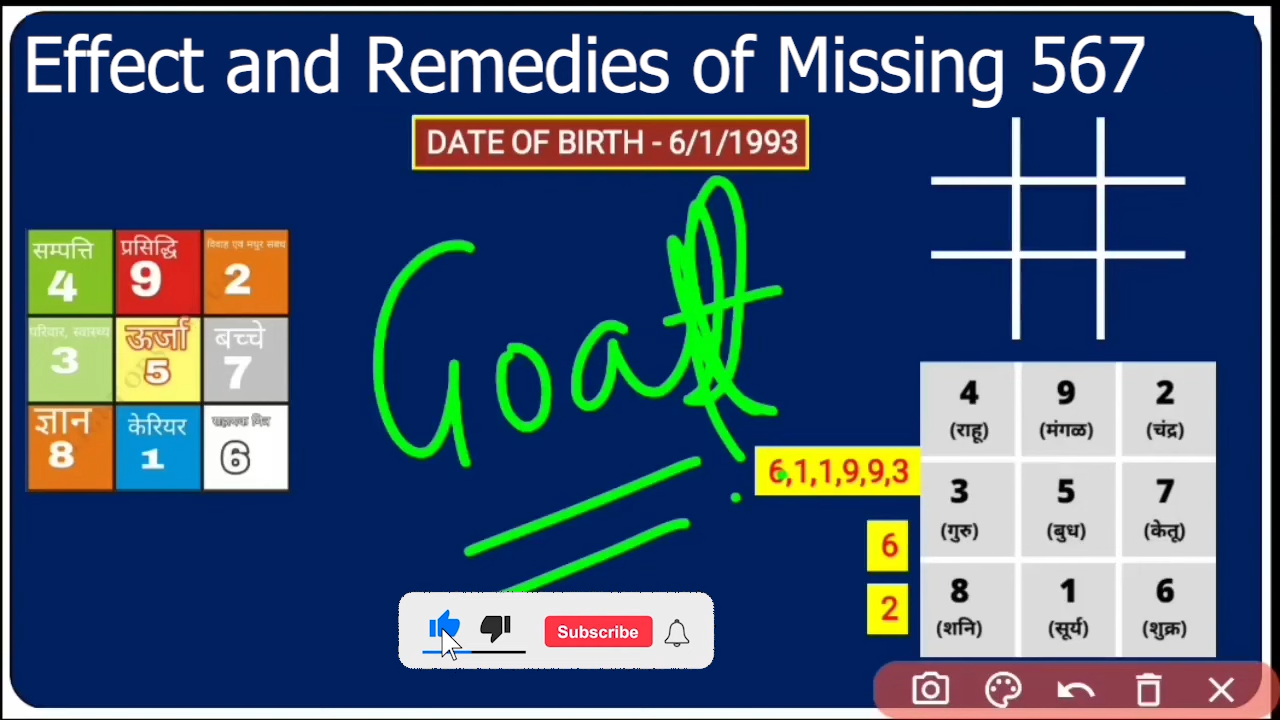 Effect and Remedies of Missing 567
DATE OF BIRTH - 6/1/1993
सम्पत्ति
4
प्रसिद्धि
9
विवाह एवं मधुर संबंध
2
परिवार, स्वास्थ्य
3
ऊर्जा
5
बच्चे
7
ज्ञान
8
केरियर
1
सहायक मित्र
6
6,1,1,9,9,3
6
2
4
(राहू)
9
(मंगळ)
2
(चंद्र)
3
(गुरु)
5
(बुध)
7
(केतू)
8
(शनि)
1
(सूर्य)
6
(शुक्र)
Subscribe